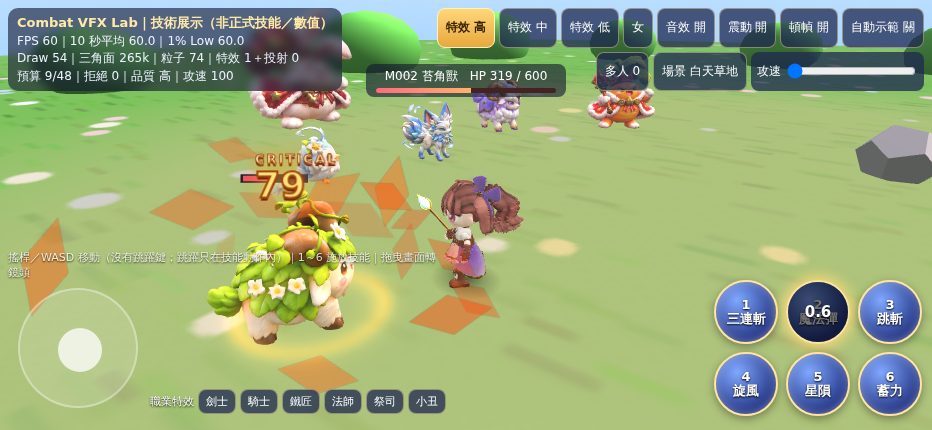 Combat VFX Lab｜技術展示（非正式技能／數值）
FPS 60｜10 秒平均 60.0｜1% Low 60.0
Draw 54｜三角面 265k｜粒子 74｜特效 1＋投射 0
預算 9/48｜拒絕 0｜品質 高｜攻速 100
特效 高
特效 中
特效 低
女
音效 開
震動 開
頓幀 開
自動示範 關
多人 0
場景 白天草地
攻速
M002 苔角獸 HP 319 / 600
CRITICAL
79
搖桿／WASD 移動（沒有跳躍鍵；跳躍只在技能動作內）｜1～6 施放技能｜拖曳畫面轉
鏡頭
1
三連斬
2
魔法彈
0.6
3
跳斬
4
旋風
5
星隕
6
蓄力
職業特效
劍士
騎士
鐵匠
法師
祭司
小丑